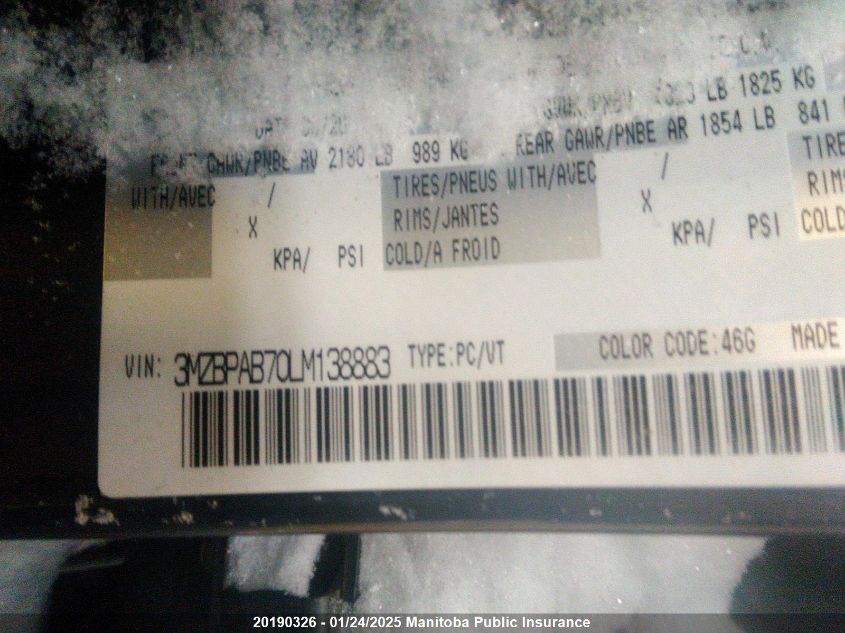 LB 1825 KG
FRONT GAWR/PNBE AV 2180 LB 989 KG REAR GAWR/PNBE AR 1854 LB 841
WITH/AVEC / TIRES/PNEUS WITH/AVEC /
X RIMS/JANTES X
KPA/ PSI COLD/A FROID KPA/ PSI COLD
VIN: 3MZBPAB70LM138883 TYPE:PC/VT COLOR CODE:46G MADE
20190326 - 01/24/2025 Manitoba Public Insurance